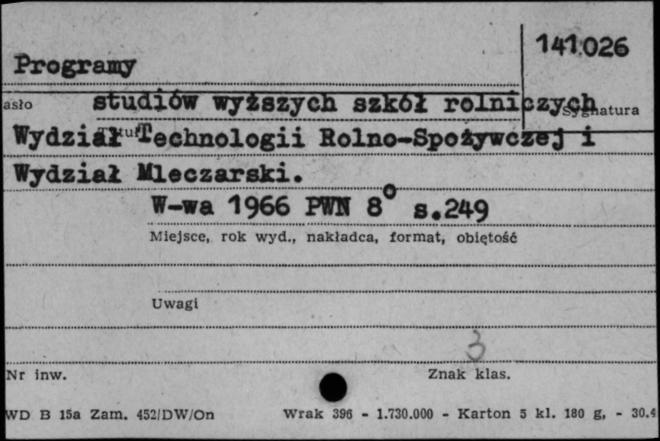 141.026
Programy
asło studiów wyższych szkół rolniczych Sygnatura
Tytuł
Wydział Technologii Rolno-Spożywczej i
Wydział Mleczarski.
W-wa 1966 PWN 8° s.249
Miejsce, rok wyd., nakładca, format, obiętość
Uwagi
3
Nr inw. Znak klas.
WD B 15a Zam. 452/DW/On Wrak 396 - 1.730.000 - Karton 5 kl. 180 g, - 30.4